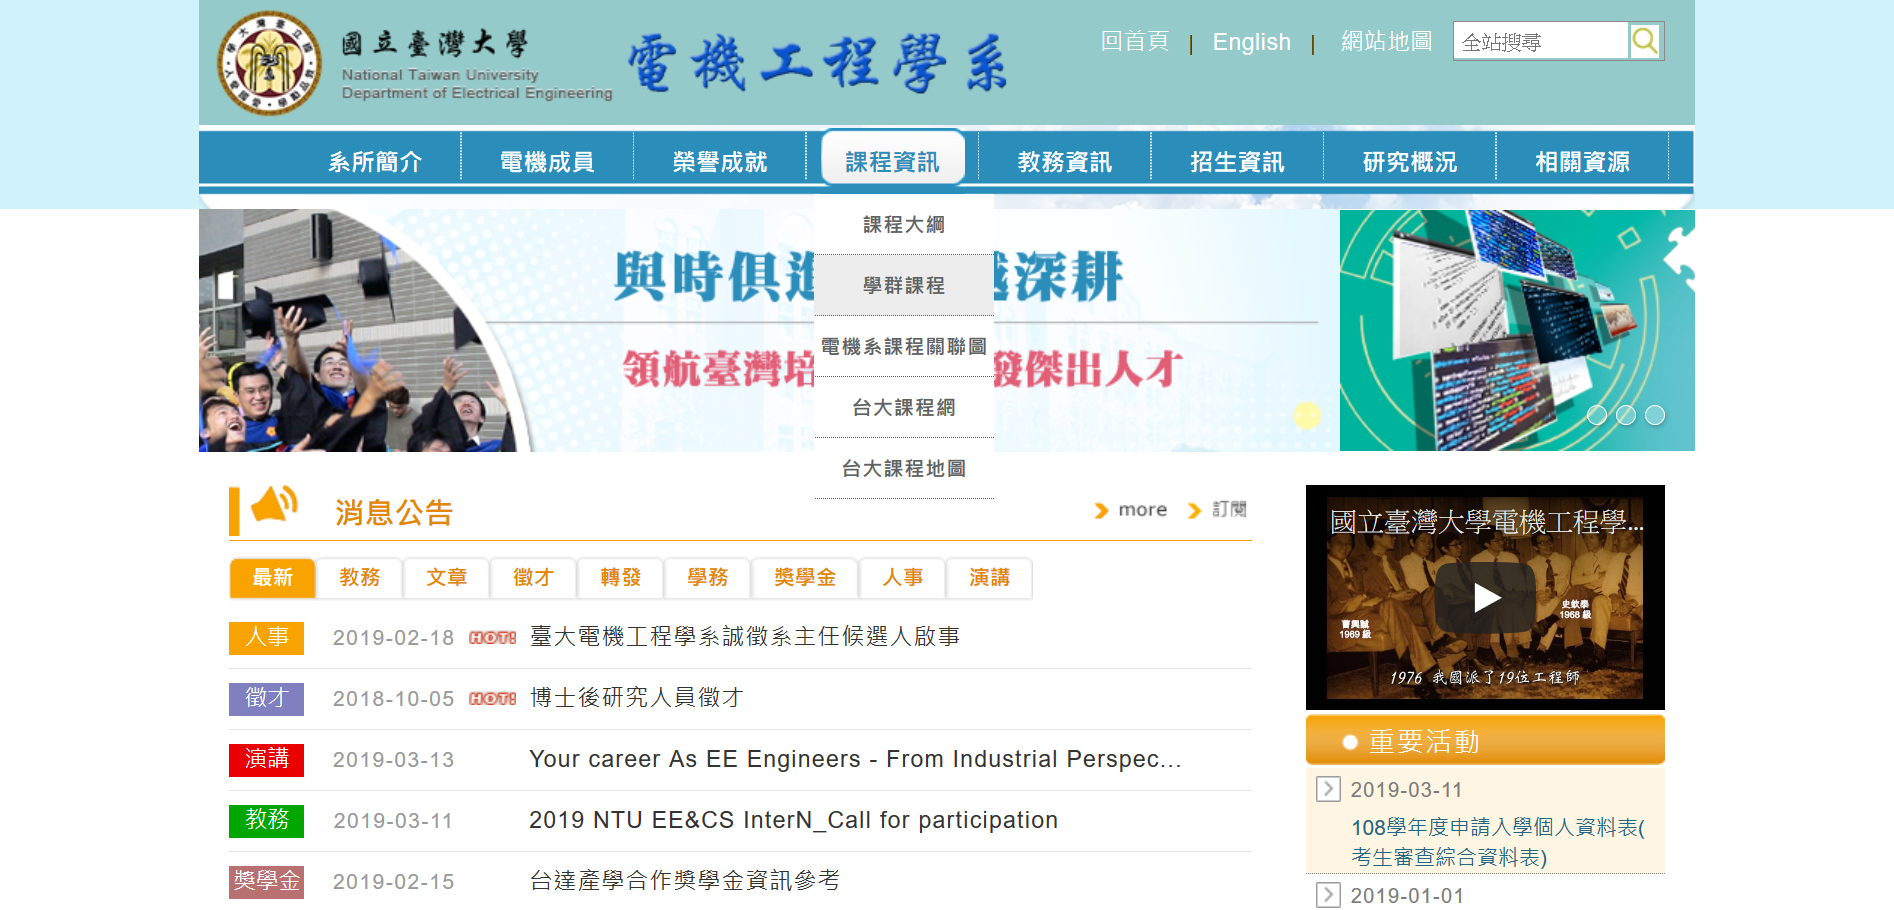 國立臺灣大學
National Taiwan University
Department of Electrical Engineering
電機工程學系
回首頁 | English | 網站地圖
全站搜尋
系所簡介 電機成員 榮譽成就 課程資訊 教務資訊 招生資訊 研究概況 相關資源
課程大綱
學群課程
電機系課程關聯圖
台大課程網
台大課程地圖
與時俱進 深耕
領航臺灣培 發傑出人才
消息公告
more 訂閱
最新 教務 文章 徵才 轉發 學務 獎學金 人事 演講
人事 2019-02-18 HOT! 臺大電機工程學系誠徵系主任候選人啟事
徵才 2018-10-05 HOT! 博士後研究人員徵才
演講 2019-03-13 Your career As EE Engineers - From Industrial Perspec...
教務 2019-03-11 2019 NTU EE&CS InterN_Call for participation
獎學金 2019-02-15 台達產學合作獎學金資訊參考
國立臺灣大學電機工程學...
史欽泰
1968 級
曹興誠
1969 級
1976 我國派了19位工程師
重要活動
2019-03-11
108學年度申請入學個人資料表(
考生審查綜合資料表)
2019-01-01